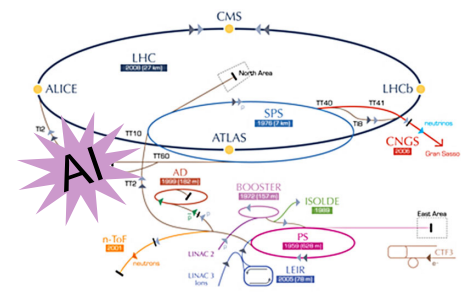 CMS
LHC
2008 (27 km)
North Area
ALICE
LHCb
TT40
TT41
SPS
1976 (7 km)
TI8
TI2
TT10
ATLAS
neutrinos
CNGS
2006
Gran Sasso
AI
TT60
AD
1999 (182 m)
TT2
BOOSTER
1972 (157 m)
ISOLDE
1989
East Area
p
p
n-ToF
2001
PS
1959 (628 m)
LINAC 2
neutrons
CTF3
e-
LINAC 3
Ions
LEIR
2005 (78 m)